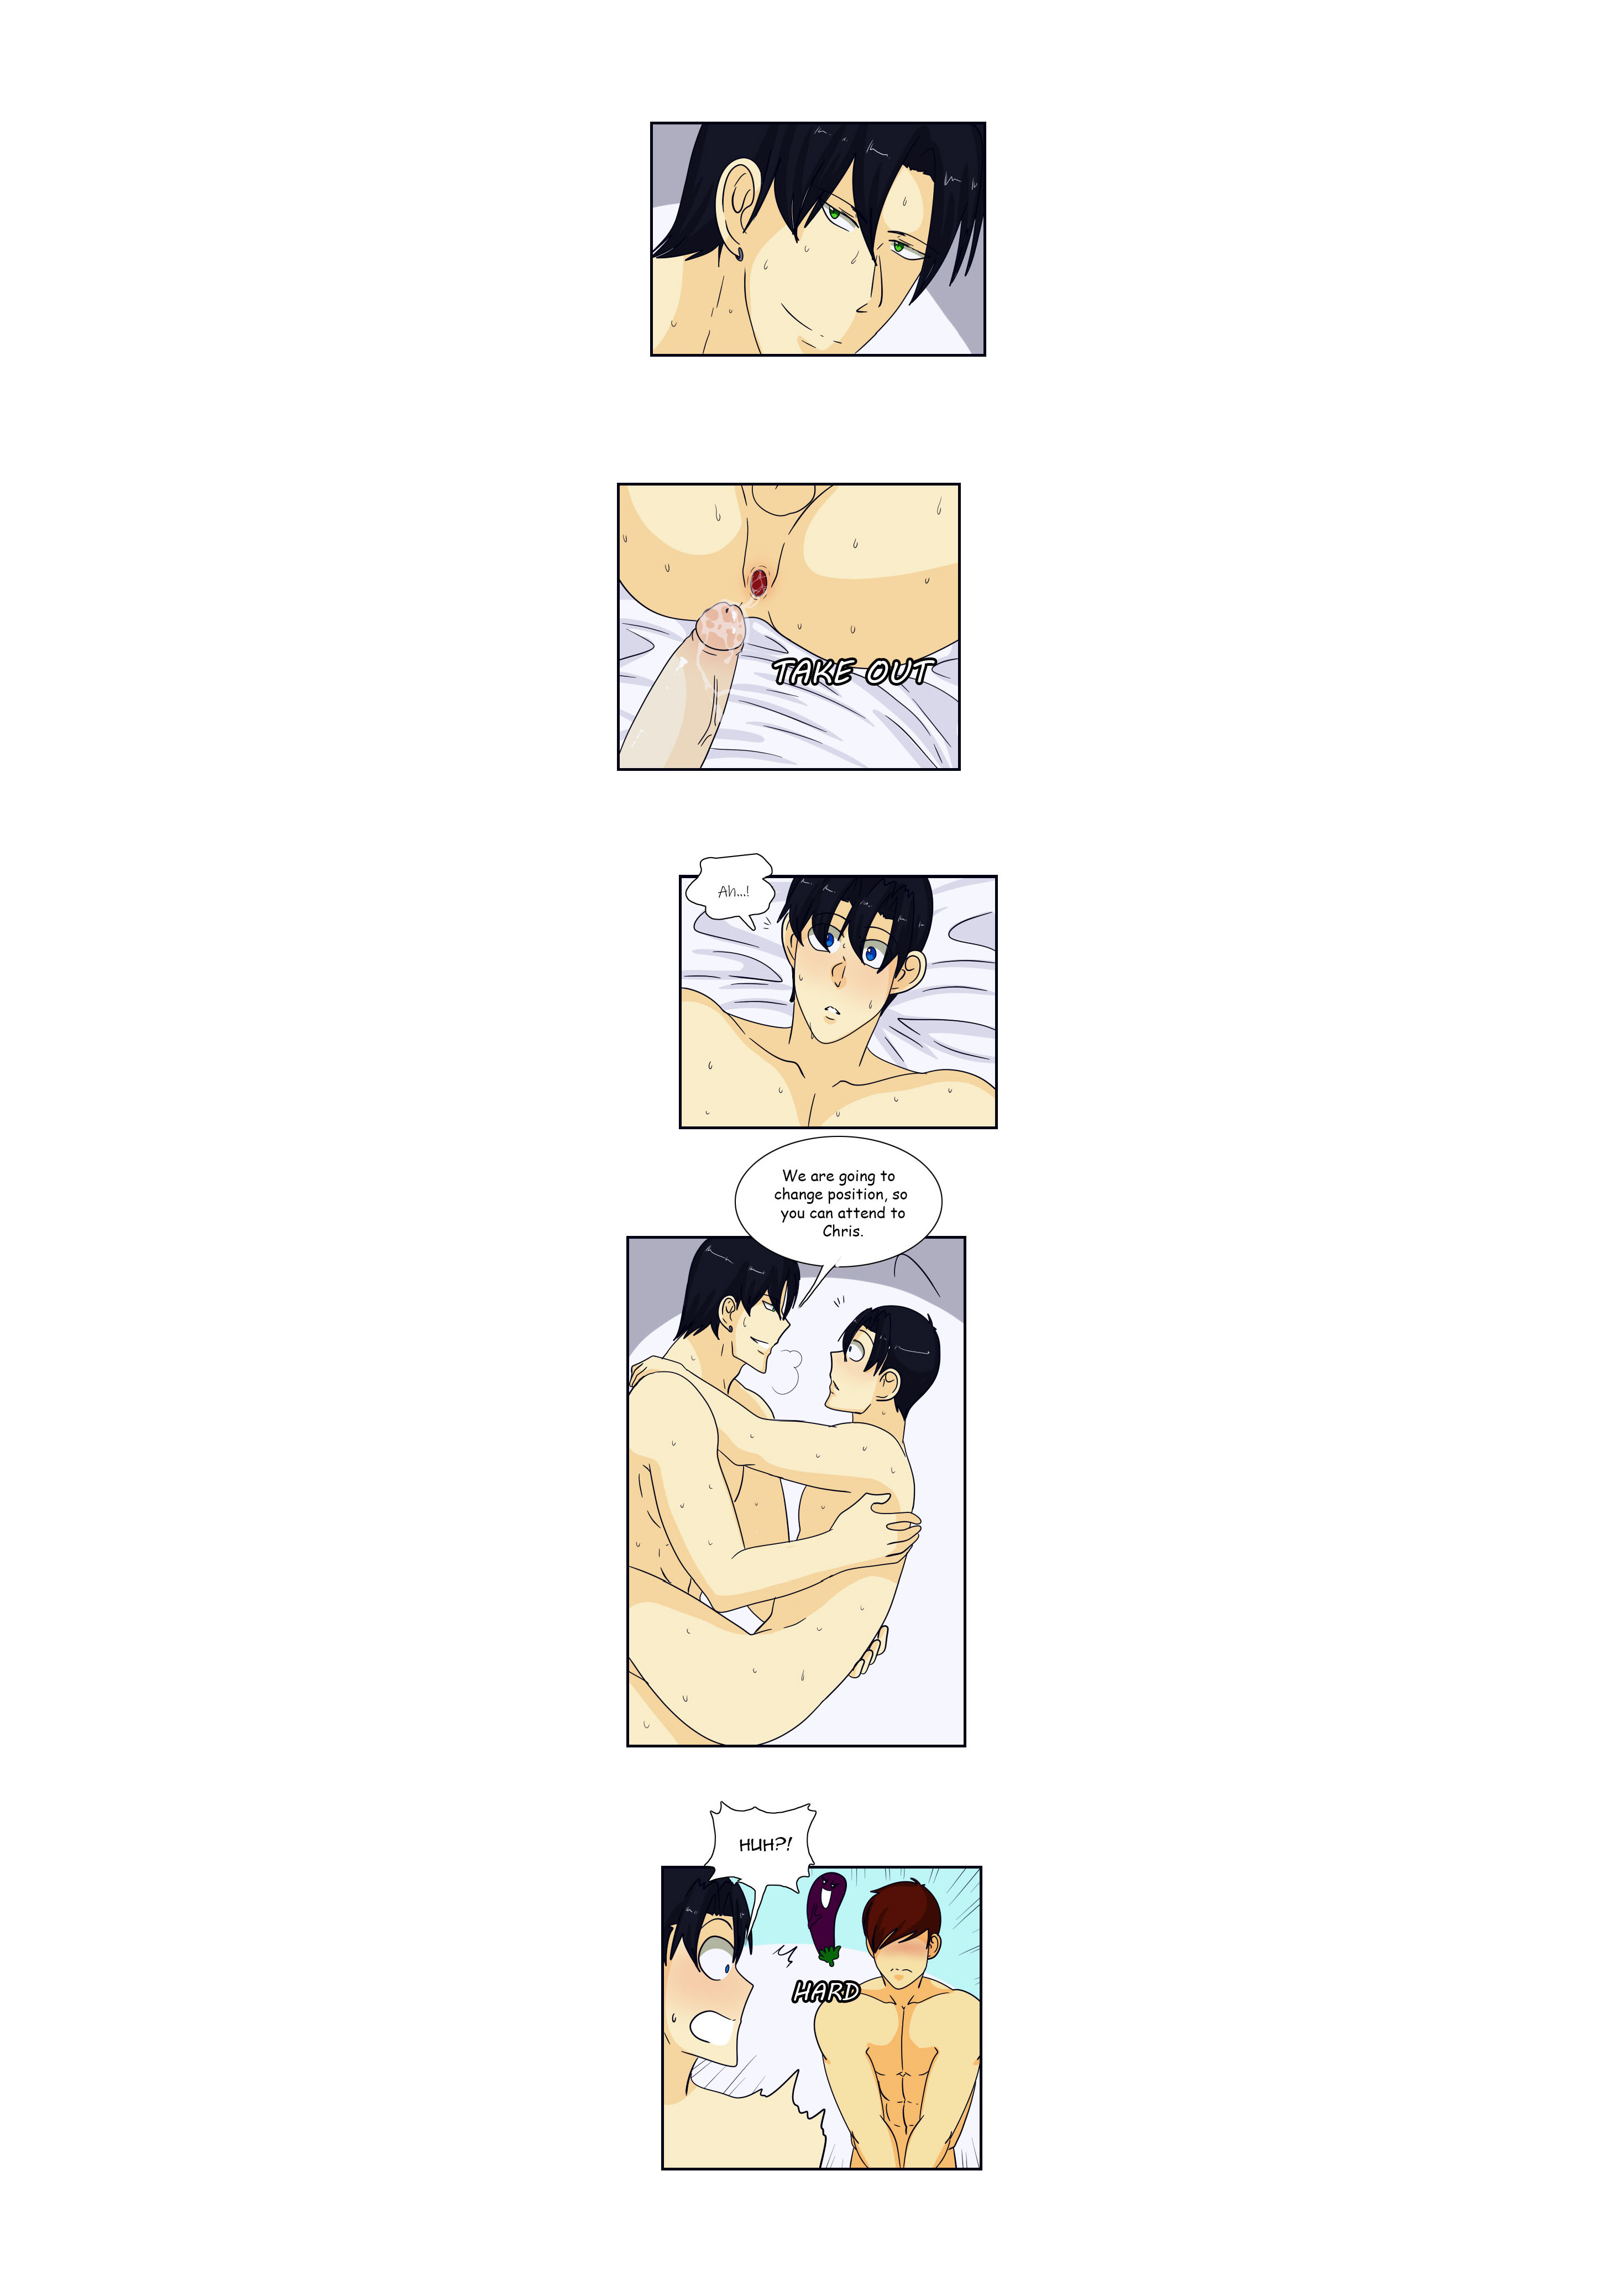 TAKE OUT
Ah...!
We are going to
change position, so
you can attend to
Chris.
HUH?!
HARD